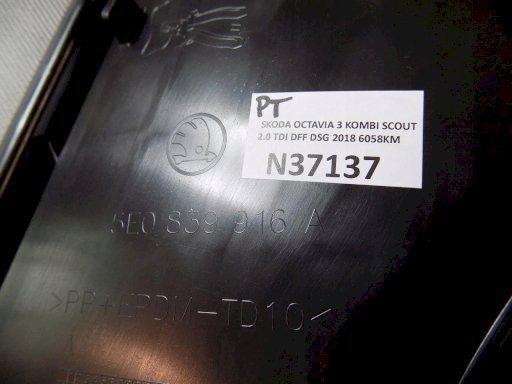 PT
SKODA OCTAVIA 3 KOMBI SCOUT
2.0 TDI DFF DSG 2018 6058KM
N37137
5E0 839 916 A
>PP+EPDM-TD10<